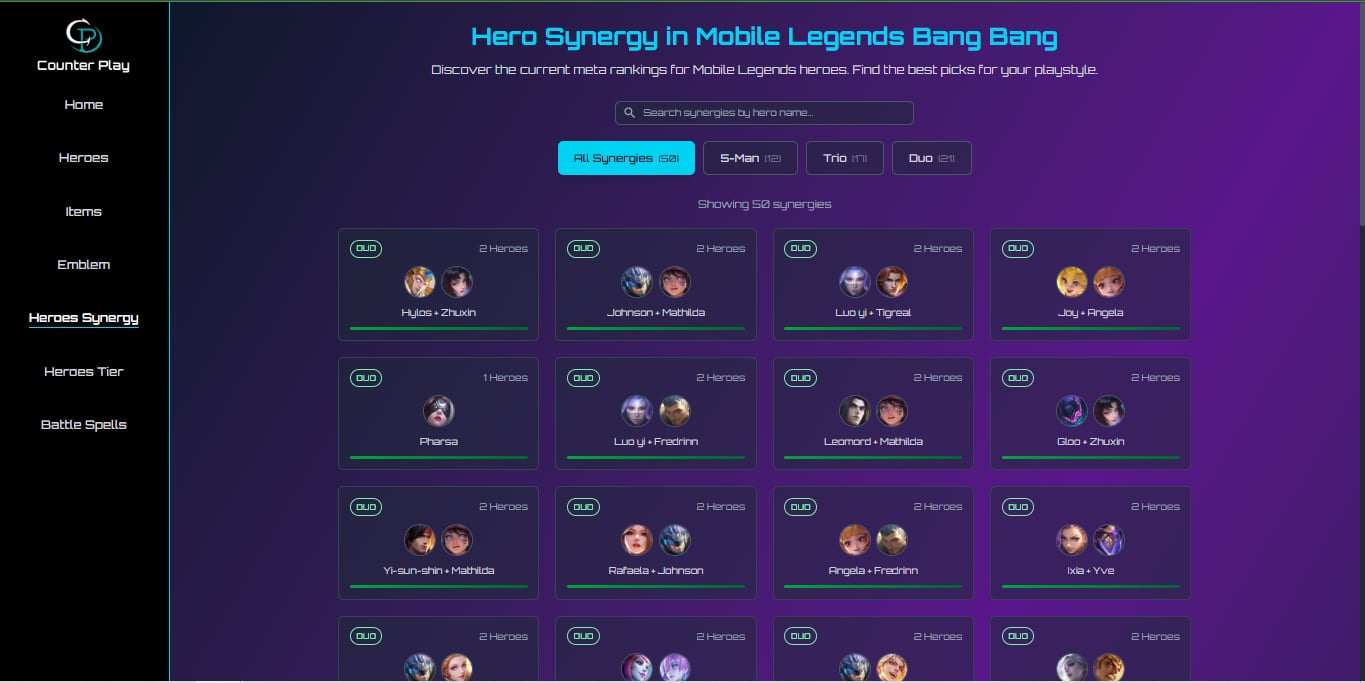 Counter Play
Home
Heroes
Items
Emblem
Heroes Synergy
Heroes Tier
Battle Spells
Hero Synergy in Mobile Legends Bang Bang
Discover the current meta rankings for Mobile Legends heroes. Find the best picks for your playstyle.
Search synergies by hero name...
All Synergies (50) 5-Man (12) Trio (17) Duo (21)
Showing 50 synergies
DUO 2 Heroes DUO 2 Heroes DUO 2 Heroes DUO 2 Heroes
Hylos + Zhuxin Johnson + Mathilda Luo yi + Tigreal Joy + Angela
DUO 1 Heroes DUO 2 Heroes DUO 2 Heroes DUO 2 Heroes
Pharsa Luo yi + Fredrinn Leomord + Mathilda Gloo + Zhuxin
DUO 2 Heroes DUO 2 Heroes DUO 2 Heroes DUO 2 Heroes
Yi-sun-shin + Mathilda Rafaela + Johnson Angela + Fredrinn Ixia + Yve
DUO 2 Heroes DUO 2 Heroes DUO 2 Heroes DUO 2 Heroes